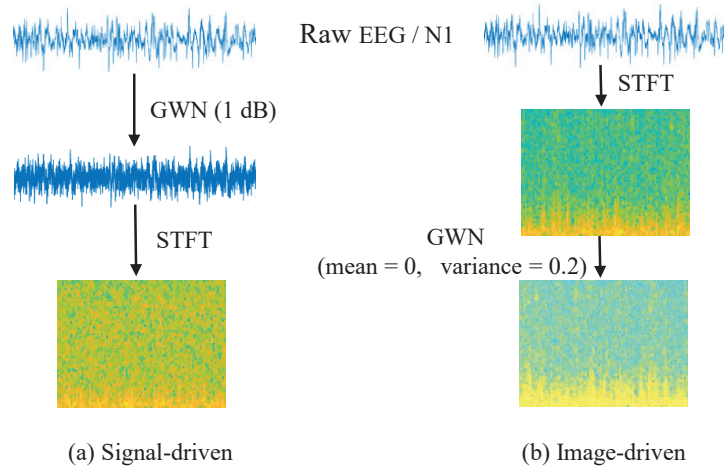 Raw EEG / N1
GWN (1 dB)
STFT
STFT
GWN
(mean = 0, variance = 0.2)
(a) Signal-driven
(b) Image-driven